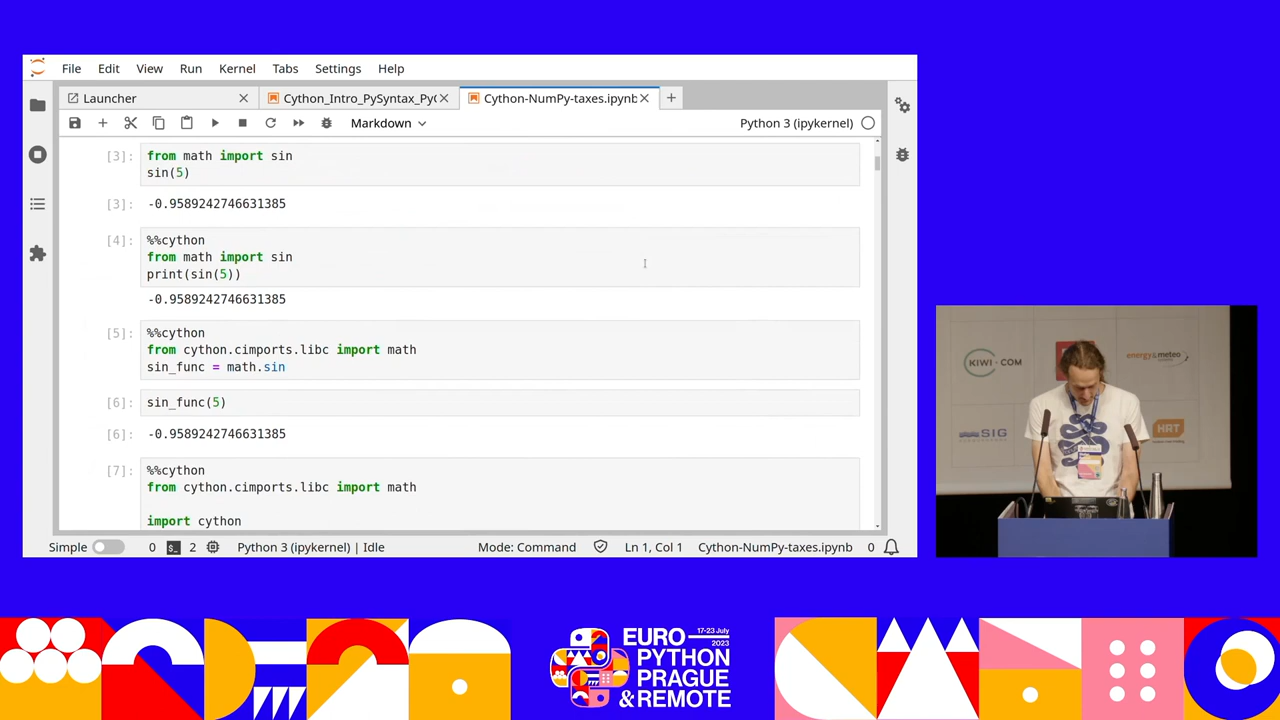 File Edit View Run Kernel Tabs Settings Help
Launcher
Cython_Intro_PySyntax_Py(
Cython-NumPy-taxes.ipynb
Markdown
Python 3 (ipykernel)
[3]:
from math import sin
sin(5)
[3]:
-0.9589242746631385
[4]:
%%cython
from math import sin
print(sin(5))
-0.9589242746631385
[5]:
%%cython
from cython.cimports.libc import math
sin_func = math.sin
[6]:
sin_func(5)
[6]:
-0.9589242746631385
[7]:
%%cython
from cython.cimports.libc import math
import cython
Simple 0 2 Python 3 (ipykernel) | Idle Mode: Command Ln 1, Col 1 Cython-NumPy-taxes.ipynb 0
KIWI.COM
energy&meteo
SIG
HRT
EURO 17-23 July
2023
PYTHON
PRAGUE
& REMOTE